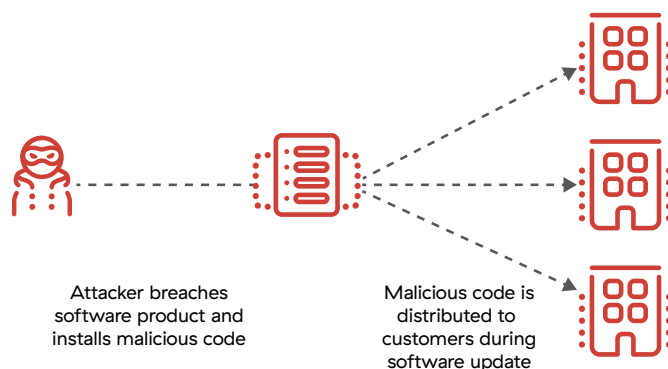 Attacker breaches
software product and
installs malicious code
Malicious code is
distributed to
customers during
software update